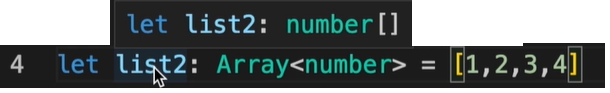 let list2: number[]
4 let list2: Array<number> = [1,2,3,4]